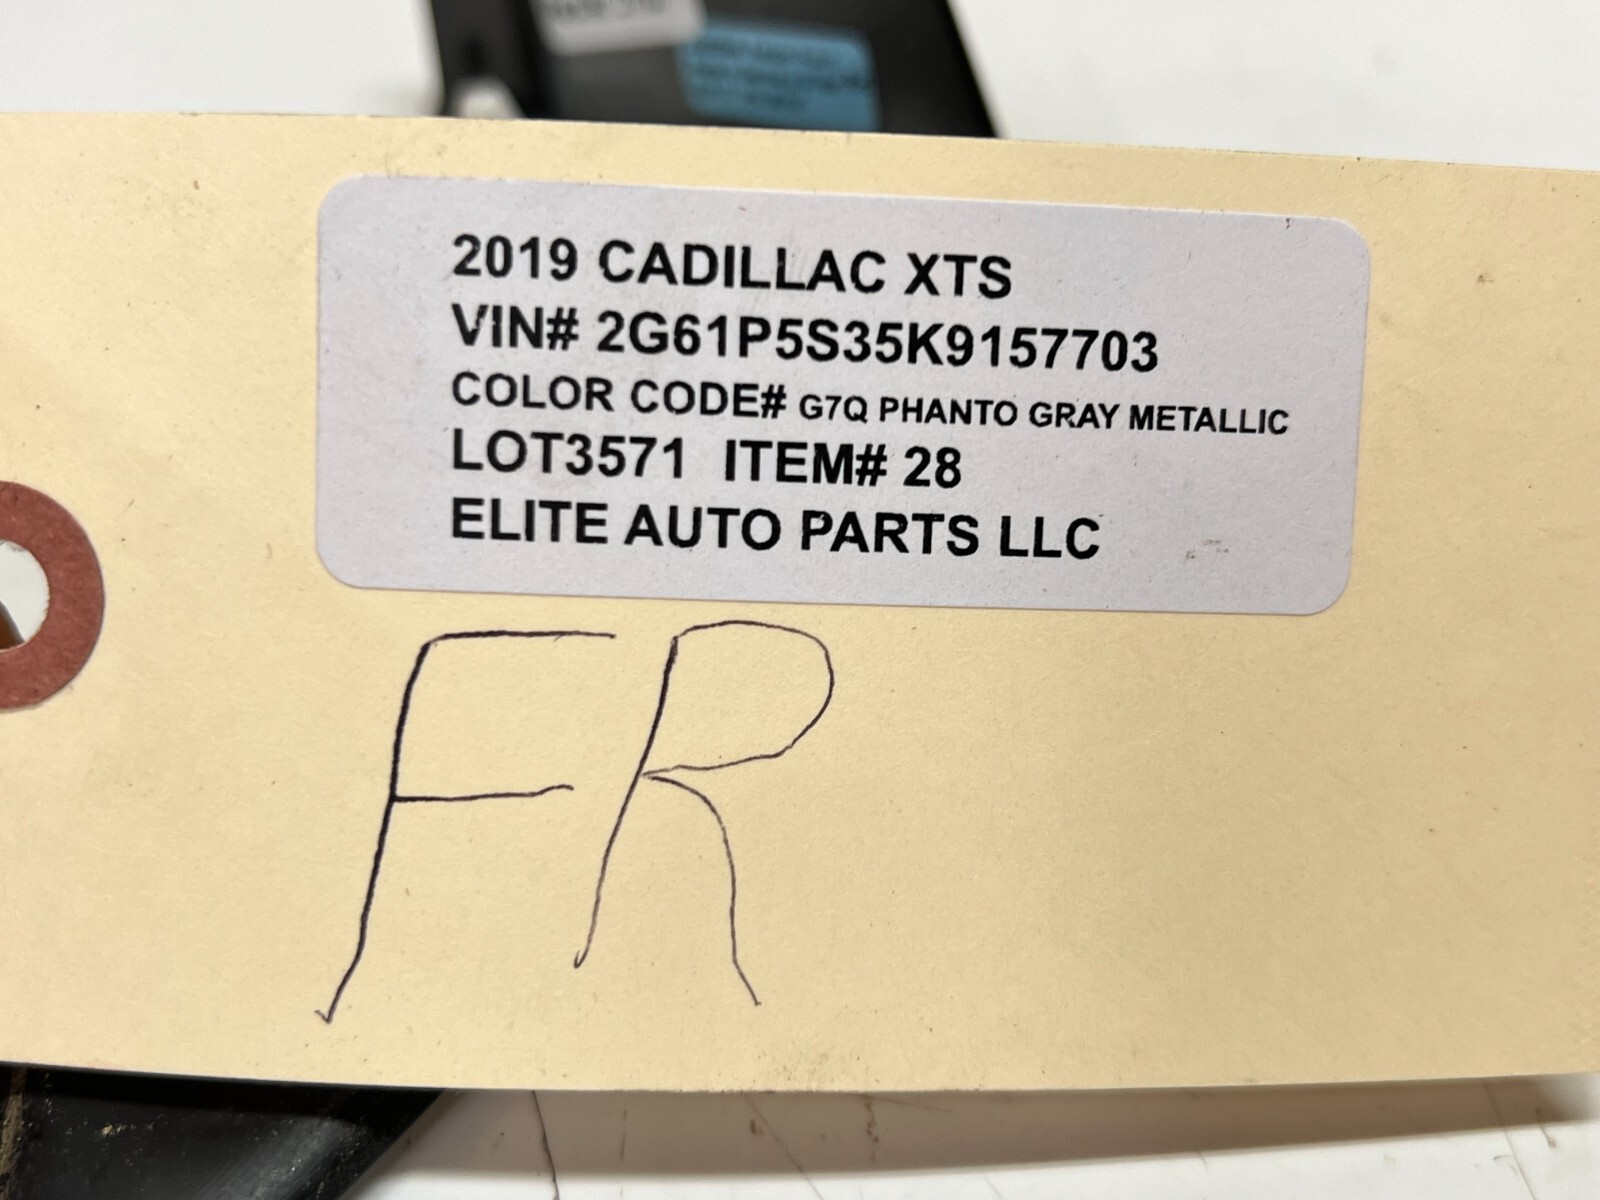 2019 CADILLAC XTS
VIN# 2G61P5S35K9157703
COLOR CODE# G7Q PHANTO GRAY METALLIC
LOT3571 ITEM# 28
ELITE AUTO PARTS LLC
FR